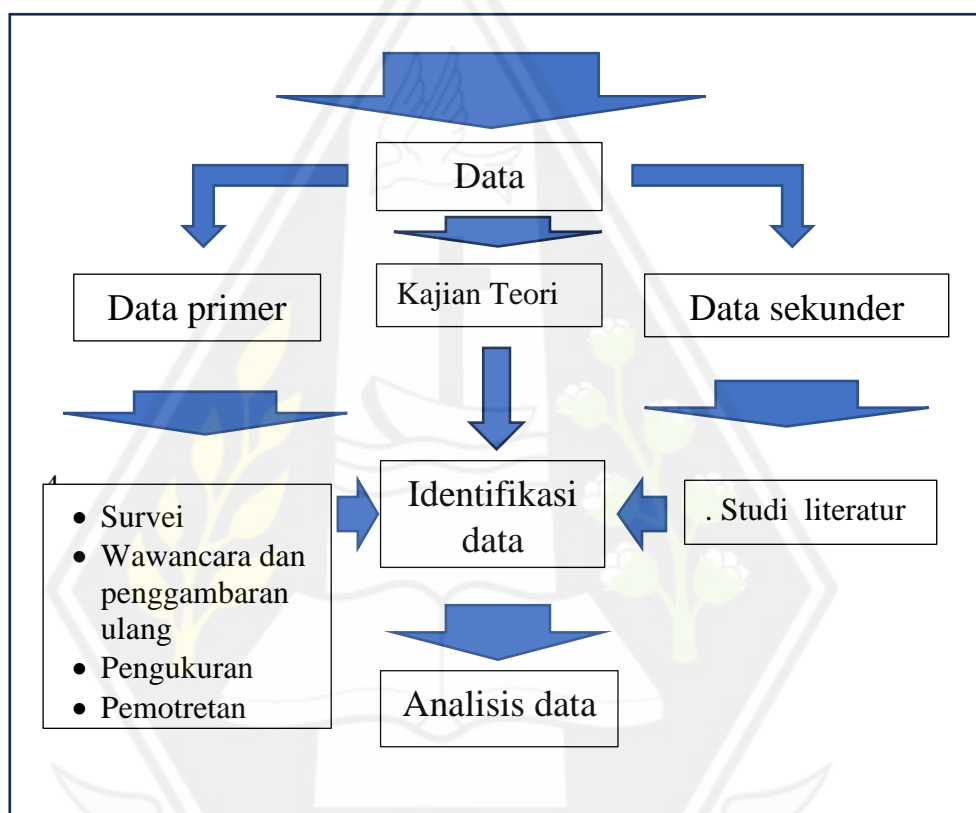 Data
Data primer
Kajian Teori
Data sekunder
4
• Survei
• Wawancara dan
penggambaran
ulang
• Pengukuran
• Pemotretan
Identifikasi
data
. Studi literatur
Analisis data